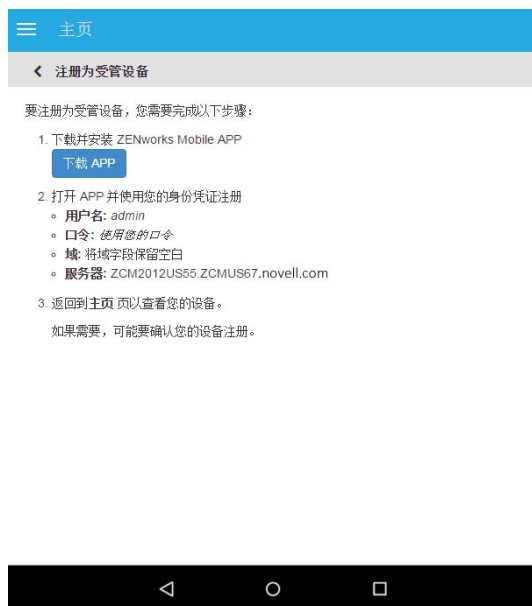 主页
注册为受管设备
要注册为受管设备，您需要完成以下步骤：
1. 下载并安装 ZENworks Mobile APP
下载 APP
2. 打开 APP 并使用您的身份凭证注册
用户名: admin
口令: 使用您的口令
域: 将域字段保留空白
服务器: ZCM2012US55.ZCMUS67.novell.com
3. 返回到主页 页以查看您的设备。
如果需要，可能要确认您的设备注册。